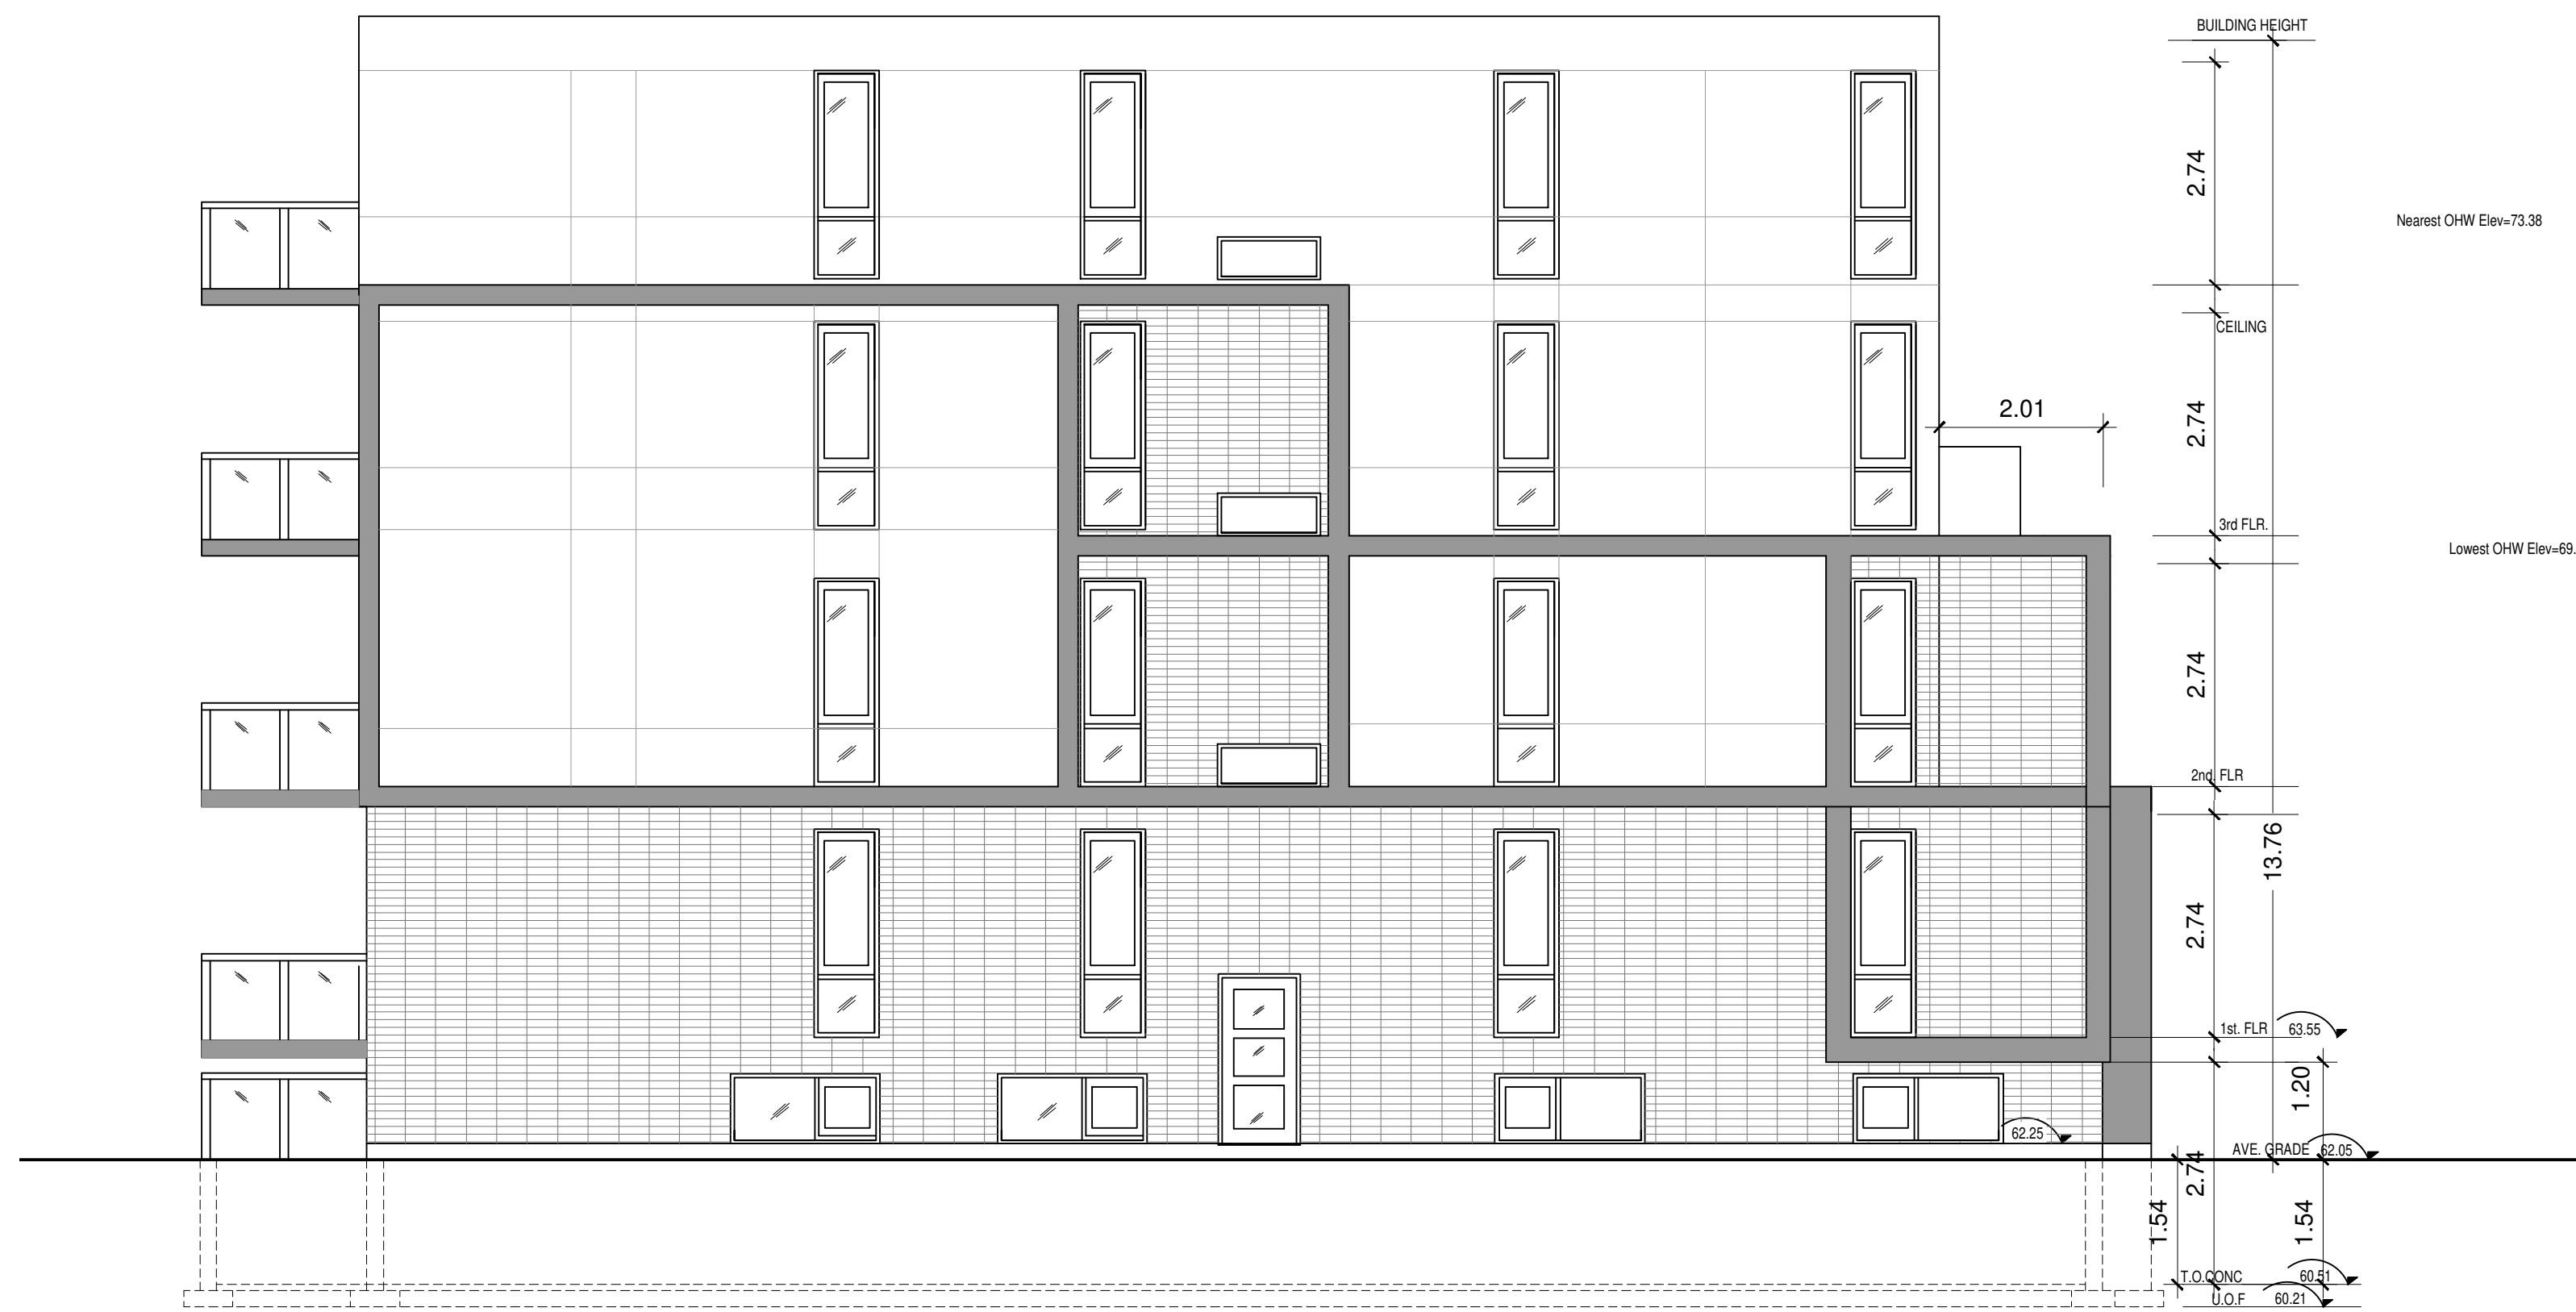 BUILDING HEIGHT
2.74
Nearest OHW Elev=73.38
CEILING
2.01
2.74
3rd FLR.
Lowest OHW Elev=69.
2.74
2nd. FLR
13.76
2.74
1st. FLR 63.55
1.20
62.25
AVE. GRADE 62.05
2.74
1.54
1.54
T.O.CONC 60.51
U.O.F 60.21